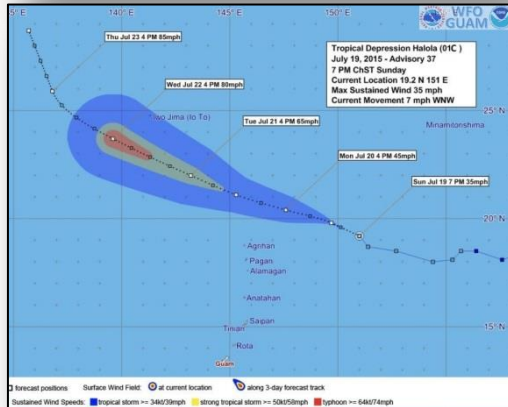 WFO
GUAM
Thu Jul 23 4 PM 85mph
Tropical Depression Halola (01C)
July 19, 2015 - Advisory 37
7 PM ChST Sunday
Current Location 19.2 N 151 E
Max Sustained Wind 35 mph
Current Movement 7 mph WNW
Wed Jul 22 4 PM 80mph
25°N
Iwo Jima (Io To)
Tue Jul 21 4 PM 65mph
Minamitorishima
Mon Jul 20 4 PM 45mph
Sun Jul 19 7 PM 35mph
20°N
Agrihan
Pagan
Alamagan
Anatahan
Saipan
Tinian
15°N
Rota
Guam
140°E
145°E
150°E
forecast positions Surface Wind Field: at current location along 3-day forecast track
Sustained Wind Speeds: tropical storm >= 34kt/39mph strong tropical storm >= 50kt/58mph typhoon >= 64kt/74mph